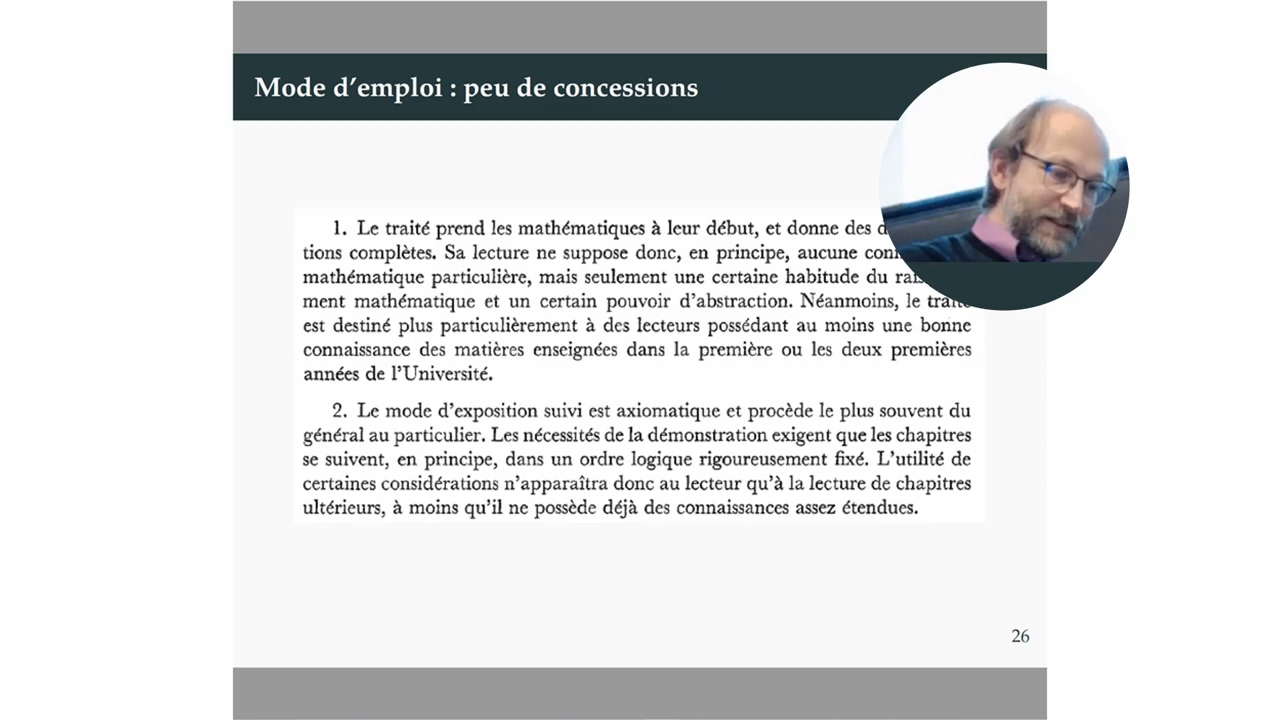 Mode d'emploi : peu de concessions
1. Le traité prend les mathématiques à leur début, et donne des
tions complètes. Sa lecture ne suppose donc, en principe, aucune
mathématique particulière, mais seulement une certaine habitude du
ment mathématique et un certain pouvoir d'abstraction. Néanmoins, le traité
est destiné plus particulièrement à des lecteurs possédant au moins une bonne
connaissance des matières enseignées dans la première ou les deux premières
années de l'Université.
2. Le mode d'exposition suivi est axiomatique et procède le plus souvent du
général au particulier. Les nécessités de la démonstration exigent que les chapitres
se suivent, en principe, dans un ordre logique rigoureusement fixé. L'utilité de
certaines considérations n'apparaîtra donc au lecteur qu'à la lecture de chapitres
ultérieurs, à moins qu'il ne possède déjà des connaissances assez étendues.
26